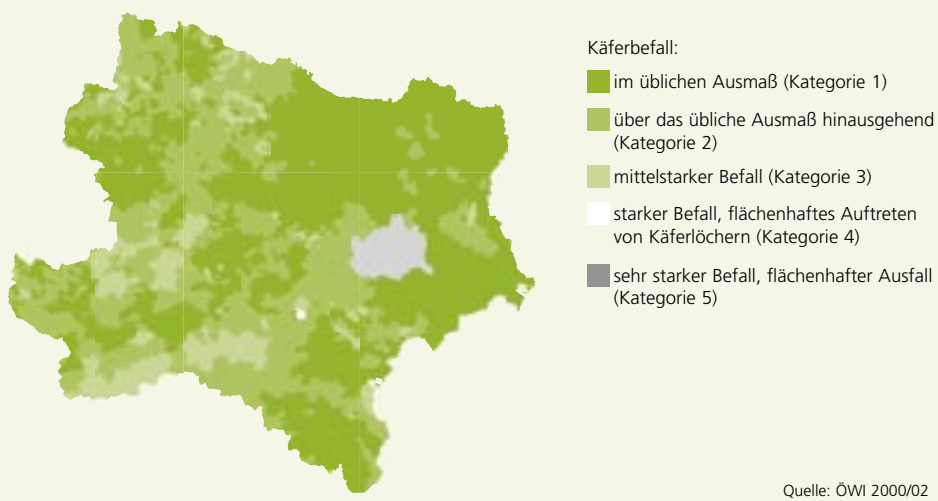 Käferbefall:
im üblichen Ausmaß (Kategorie 1)
über das übliche Ausmaß hinausgehend
(Kategorie 2)
mittelstarker Befall (Kategorie 3)
starker Befall, flächenhaftes Auftreten
von Käferlöchern (Kategorie 4)
sehr starker Befall, flächenhafter Ausfall
(Kategorie 5)
Quelle: ÖWI 2000/02